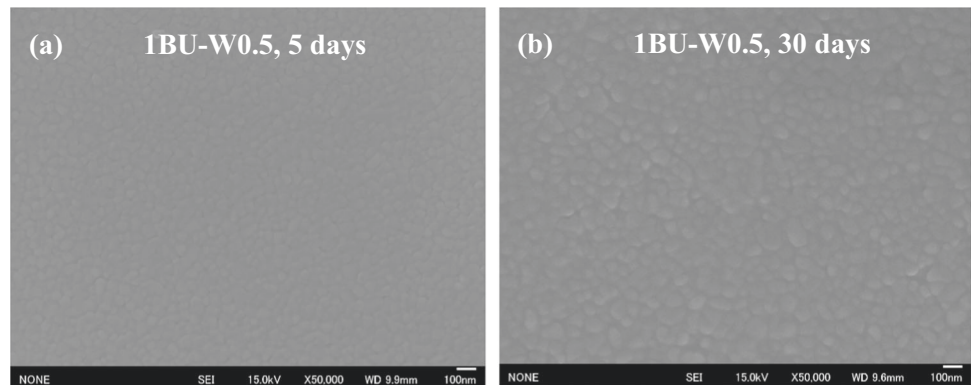 (a) 1BU-W0.5, 5 days
NONE SEI 15.0kV X50,000 WD 9.9mm 100nm
(b) 1BU-W0.5, 30 days
NONE SEI 15.0kV X50,000 WD 9.6mm 100nm